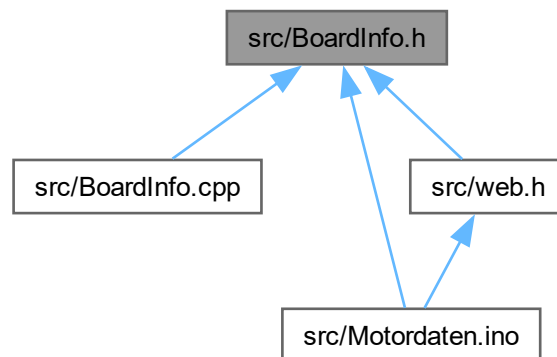 src/BoardInfo.h
src/BoardInfo.cpp
src/web.h
src/Motordaten.ino